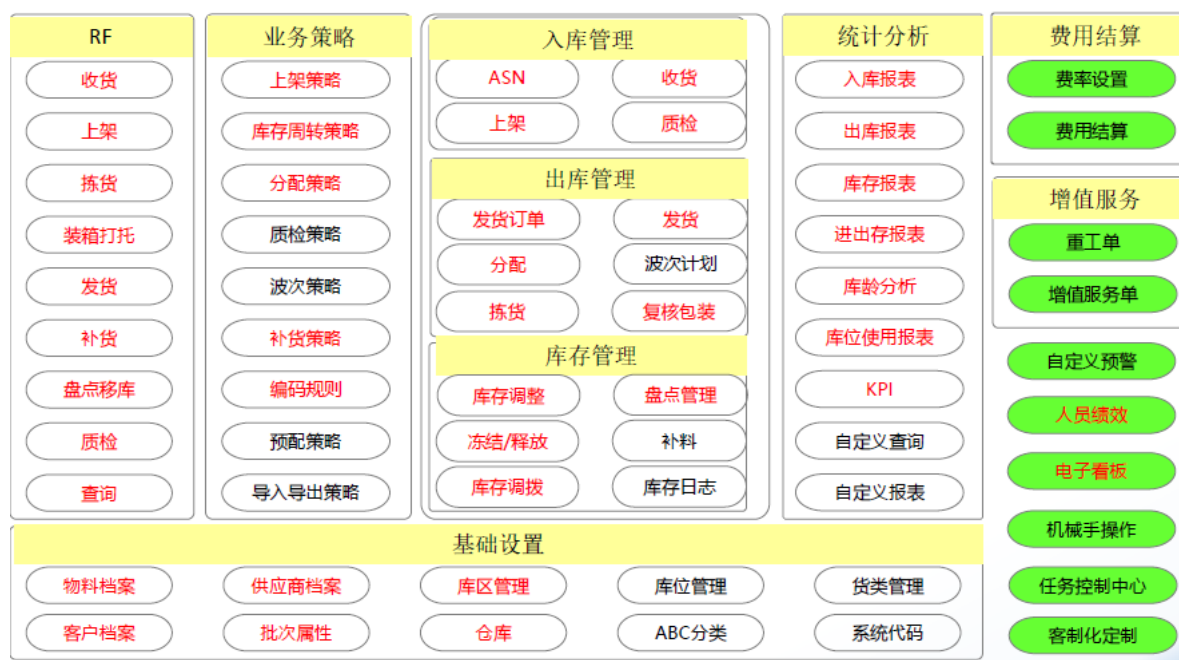 RF
收货
上架
拣货
装箱打托
发货
补货
盘点移库
质检
查询
业务策略
上架策略
库存周转策略
分配策略
质检策略
波次策略
补货策略
编码规则
预配策略
导入导出策略
入库管理
ASN
收货
上架
质检
出库管理
发货订单
发货
分配
波次计划
拣货
复核包装
库存管理
库存调整
盘点管理
冻结/释放
补料
库存调拨
库存日志
统计分析
入库报表
出库报表
库存报表
进出存报表
库龄分析
库位使用报表
KPI
自定义查询
自定义报表
费用结算
费率设置
费用结算
增值服务
重工单
增值服务单
自定义预警
人员绩效
电子看板
机械手操作
任务控制中心
客制化定制
基础设置
物料档案
供应商档案
库区管理
库位管理
货类管理
客户档案
批次属性
仓库
ABC分类
系统代码